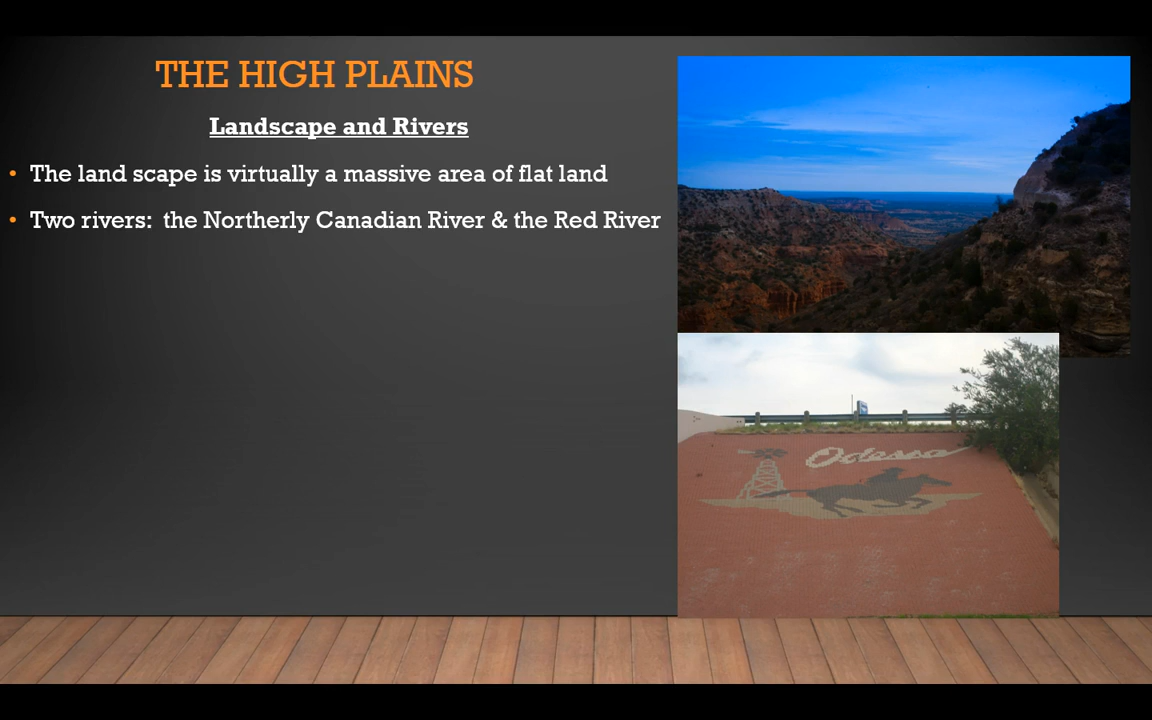 THE HIGH PLAINS
Landscape and Rivers
• The land scape is virtually a massive area of flat land
• Two rivers: the Northerly Canadian River & the Red River
Odessa